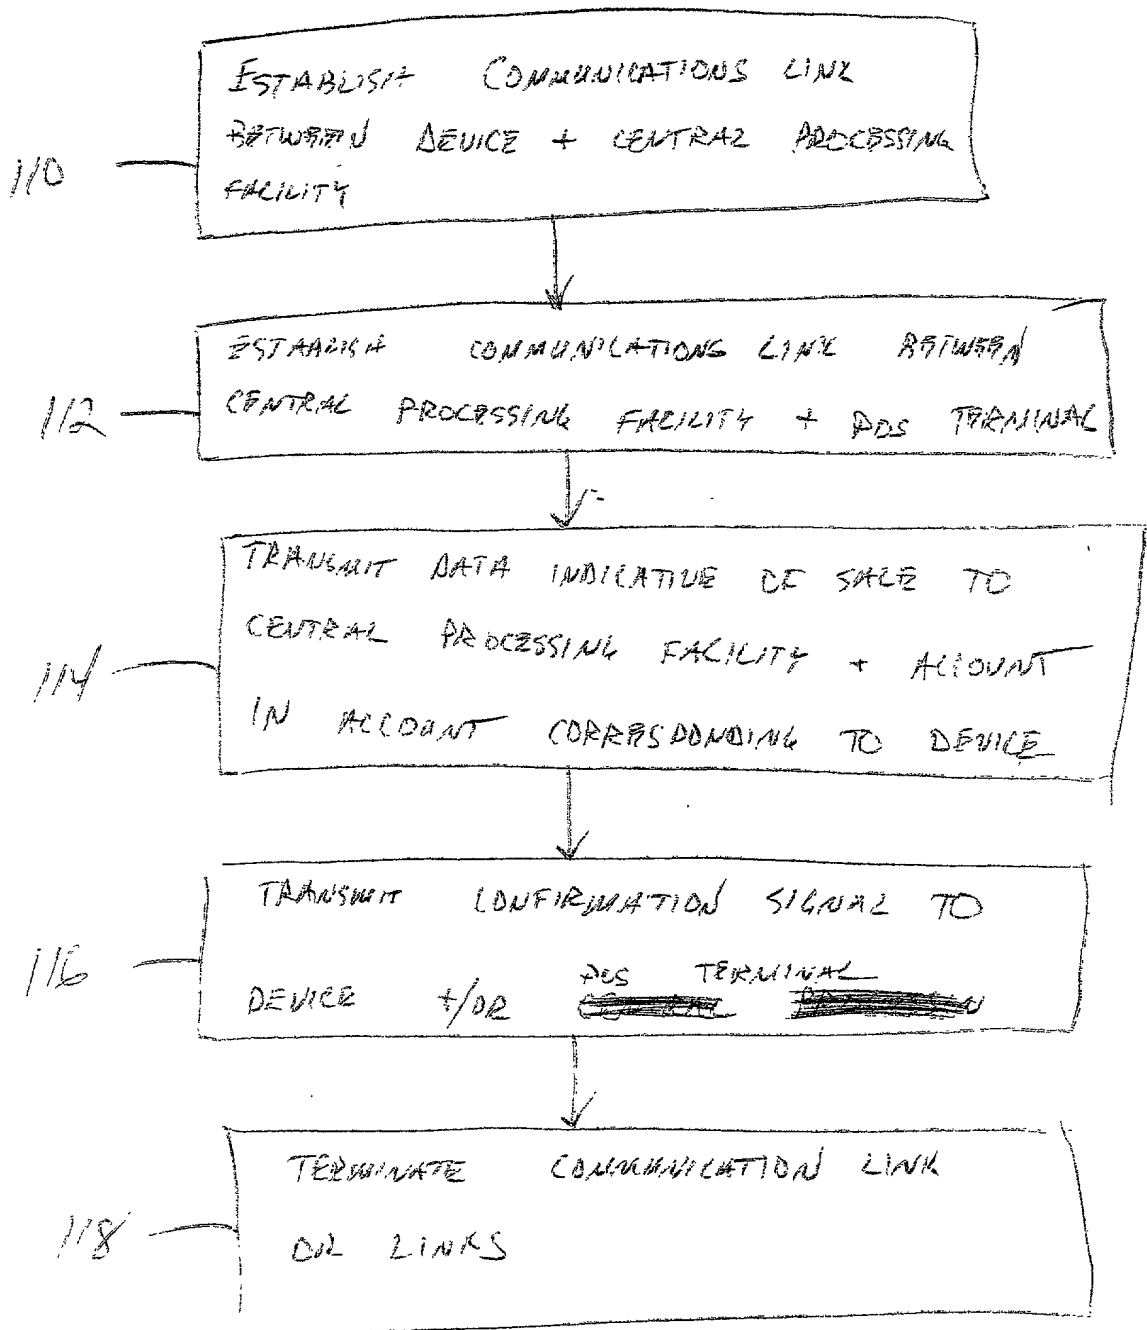 ESTABLISH COMMUNICATIONS LINK
BETWEEN DEVICE + CENTRAL PROCESSING
110
FACILITY
ESTABLISH COMMUNICATIONS LINK BETWEEN
112
CENTRAL PROCESSING FACILITY + POS TERMINAL
TRANSMIT DATA INDICATIVE OF SALE TO
CENTRAL PROCESSING FACILITY + ACCOUNT
114
IN ACCOUNT CORRESPONDING TO DEVICE
TRANSMIT CONFIRMATION SIGNAL TO
116
POS TERMINAL
DEVICE +/OR
TERMINATE COMMUNICATION LINK
118
OR LINKS